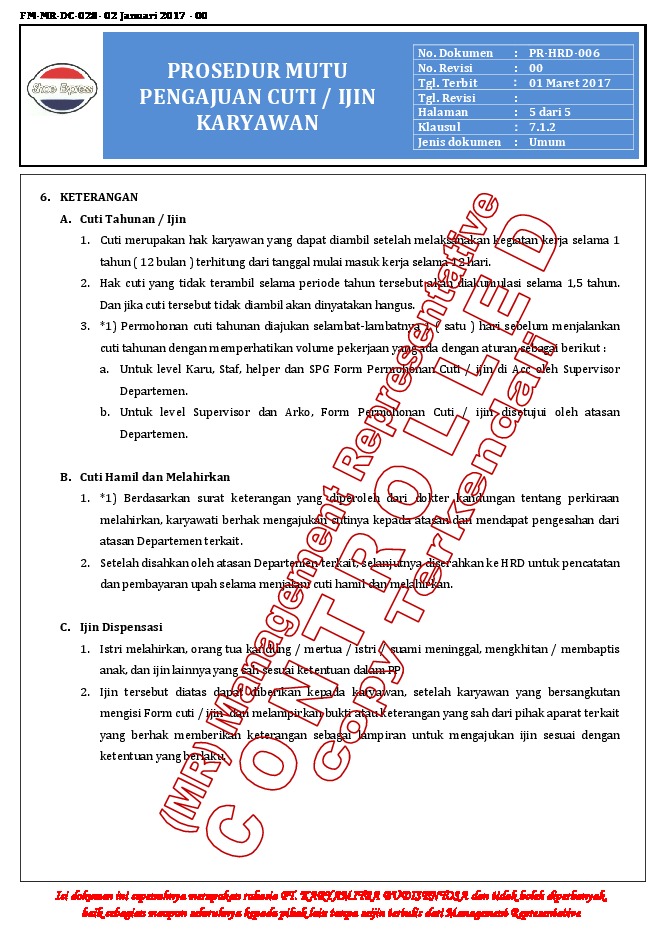 FM-MR-DC-028- 02 Januari 2017 - 00
Shoes Express
PROSEDUR MUTU
PENGAJUAN CUTI / IJIN
KARYAWAN
No. Dokumen : PR-HRD-006
No. Revisi : 00
Tgl. Terbit : 01 Maret 2017
Tgl. Revisi :
Halaman : 5 dari 5
Klausul : 7.1.2
Jenis dokumen : Umum
6. KETERANGAN
A. Cuti Tahunan / Ijin
1. Cuti merupakan hak karyawan yang dapat diambil setelah melaksanakan kegiatan kerja selama 1
tahun ( 12 bulan ) terhitung dari tanggal mulai masuk kerja selama 12 hari.
2. Hak cuti yang tidak terambil selama periode tahun tersebut akan diakumulasi selama 1,5 tahun.
Dan jika cuti tersebut tidak diambil akan dinyatakan hangus.
3. *1) Permohonan cuti tahunan diajukan selambat-lambatnya 1 ( satu ) hari sebelum menjalankan
cuti tahunan dengan memperhatikan volume pekerjaan yang ada dengan aturan sebagai berikut :
a. Untuk level Karu, Staf, helper dan SPG Form Permohonan Cuti / ijin di Acc oleh Supervisor
Departemen.
b. Untuk level Supervisor dan Arko, Form Permohonan Cuti / ijin disetujui oleh atasan
Departemen.
B. Cuti Hamil dan Melahirkan
1. *1) Berdasarkan surat keterangan yang diperoleh dari dokter kandungan tentang perkiraan
melahirkan, karyawati berhak mengajukan cutinya kepada atasan dan mendapat pengesahan dari
atasan Departemen terkait.
2. Setelah disahkan oleh atasan Departemen terkait, selanjutnya diserahkan ke HRD untuk pencatatan
dan pembayaran upah selama menjalani cuti hamil dan melahirkan.
C. Ijin Dispensasi
1. Istri melahirkan, orang tua kandung / mertua / istri / suami meninggal, mengkhitan / membaptis
anak, dan ijin lainnya yang sah sesuai ketentuan dalam PP.
2. Ijin tersebut diatas dapat diberikan kepada karyawan, setelah karyawan yang bersangkutan
mengisi Form cuti / ijin dan melampirkan bukti atau keterangan yang sah dari pihak aparat terkait
yang berhak memberikan keterangan sebagai lampiran untuk mengajukan ijin sesuai dengan
ketentuan yang berlaku.
(MR) Management Representative
CONTROLLED
Copy Terkendali
Isi dokumen ini sepenuhnya merupakan rahasia PT. KARYAMITRA BUDISENTOSA dan tidak boleh diperbanyak,
baik sebagian maupun seluruhnya kepada pihak lain tanpa seijin tertulis dari Management Representative